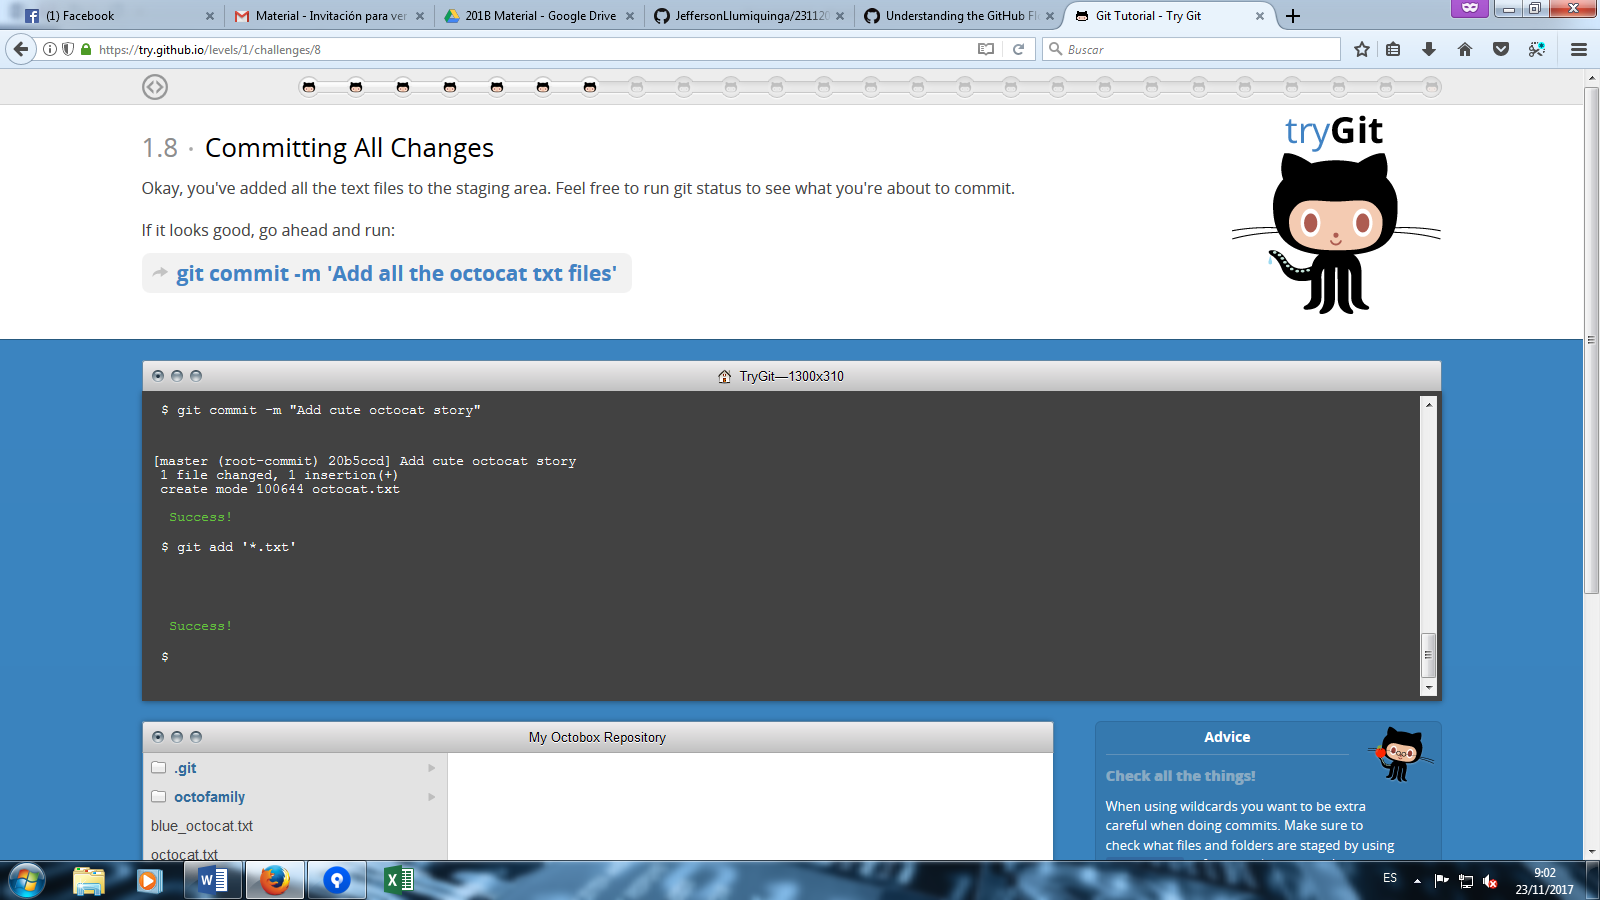 (1) Facebook
Material - Invitación para ver
201B Material - Google Drive
JeffersonLlumiquinga/231120
Understanding the GitHub Fl
Git Tutorial - Try Git
https://try.github.io/levels/1/challenges/8
Buscar
1.8 · Committing All Changes
tryGit
Okay, you've added all the text files to the staging area. Feel free to run git status to see what you're about to commit.
If it looks good, go ahead and run:
git commit -m 'Add all the octocat txt files'
TryGit—1300x310
$ git commit -m "Add cute octocat story"
[master (root-commit) 20b5ccd] Add cute octocat story
1 file changed, 1 insertion(+)
create mode 100644 octocat.txt
Success!
$ git add '*.txt'
Success!
$
My Octobox Repository
.git
octofamily
blue_octocat.txt
octocat.txt
Advice
Check all the things!
When using wildcards you want to be extra
careful when doing commits. Make sure to
check what files and folders are staged by using
ES
9:02
23/11/2017